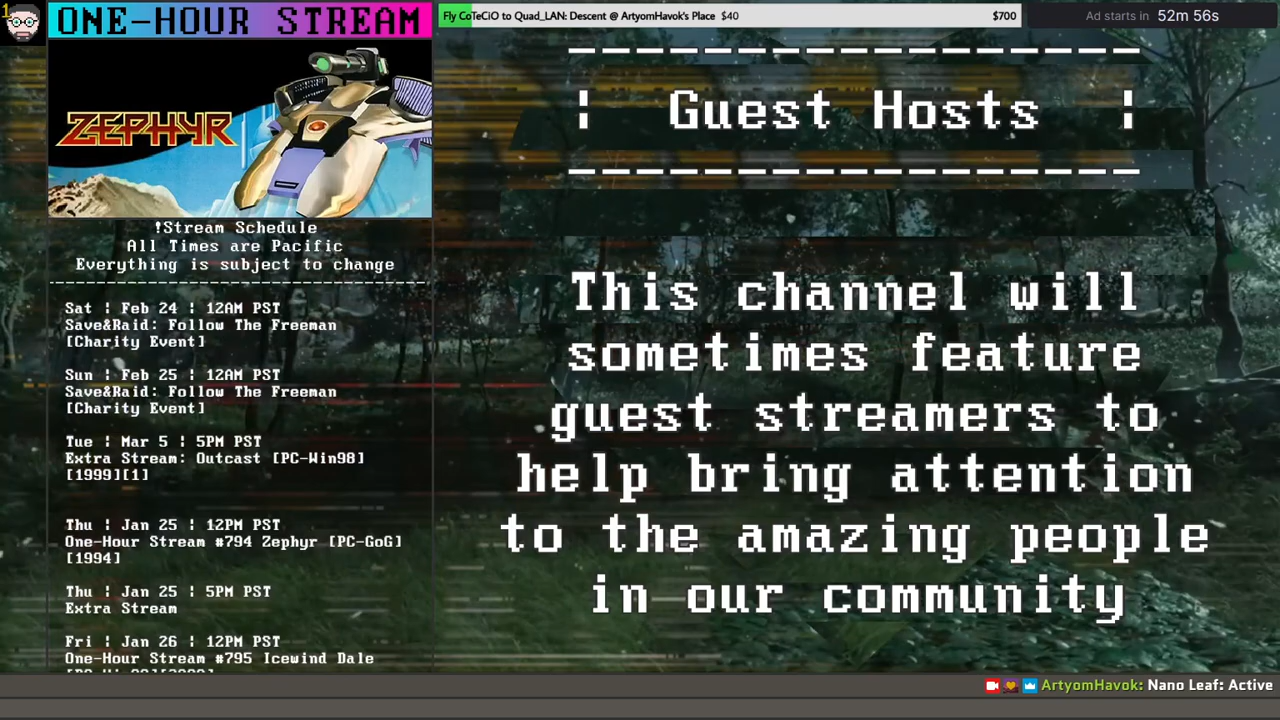 1
ONE-HOUR STREAM
ZEPHYR
!Stream Schedule
All Times are Pacific
Everything is subject to change
Sat ¦ Feb 24 ¦ 12AM PST
Save&Raid: Follow The Freeman
[Charity Event]
Sun ¦ Feb 25 ¦ 12AM PST
Save&Raid: Follow The Freeman
[Charity Event]
Tue ¦ Mar 5 ¦ 5PM PST
Extra Stream: Outcast [PC-Win98]
[1999][1]
Thu ¦ Jan 25 ¦ 12PM PST
One-Hour Stream #794 Zephyr [PC-GoG]
[1994]
Thu ¦ Jan 25 ¦ 5PM PST
Extra Stream
Fri ¦ Jan 26 ¦ 12PM PST
One-Hour Stream #795 Icewind Dale
Fly CoTeCiO to Quad_LAN: Descent @ ArtyomHavok's Place $40 $700
Ad starts in 52m 56s
¦ Guest Hosts ¦
This channel will
sometimes feature
guest streamers to
help bring attention
to the amazing people
in our community
ArtyomHavok: Nano Leaf: Active